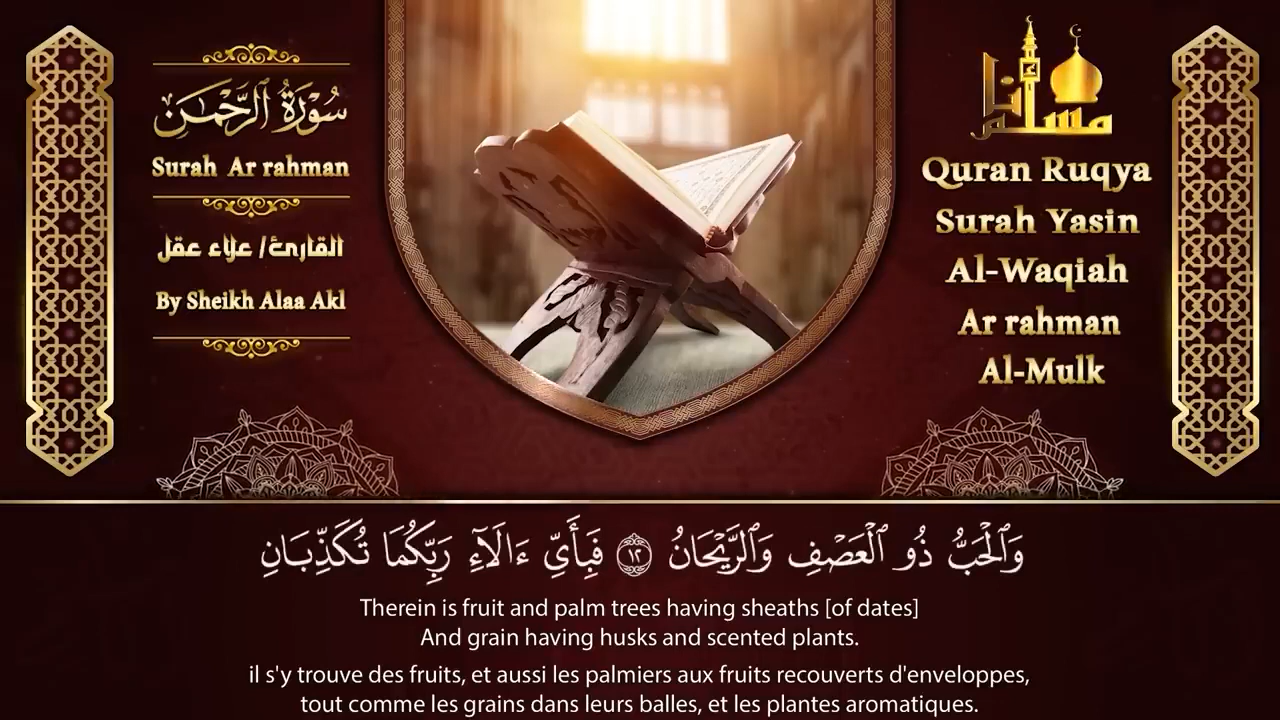 سُورَةُ ٱلرَّحْمَٰن
Surah Ar rahman
القارئ/ علاء عقل
By Sheikh Alaa Akl
أنا مسلم
Quran Ruqya
Surah Yasin
Al-Waqiah
Ar rahman
Al-Mulk
وَٱلْحَبُّ ذُو ٱلْعَصْفِ وَٱلرَّيْحَانُ ١٢ فَبِأَيِّ ءَالَآءِ رَبِّكُمَا تُكَذِّبَانِ
Therein is fruit and palm trees having sheaths [of dates]
And grain having husks and scented plants.
il s'y trouve des fruits, et aussi les palmiers aux fruits recouverts d'enveloppes,
tout comme les grains dans leurs balles, et les plantes aromatiques.